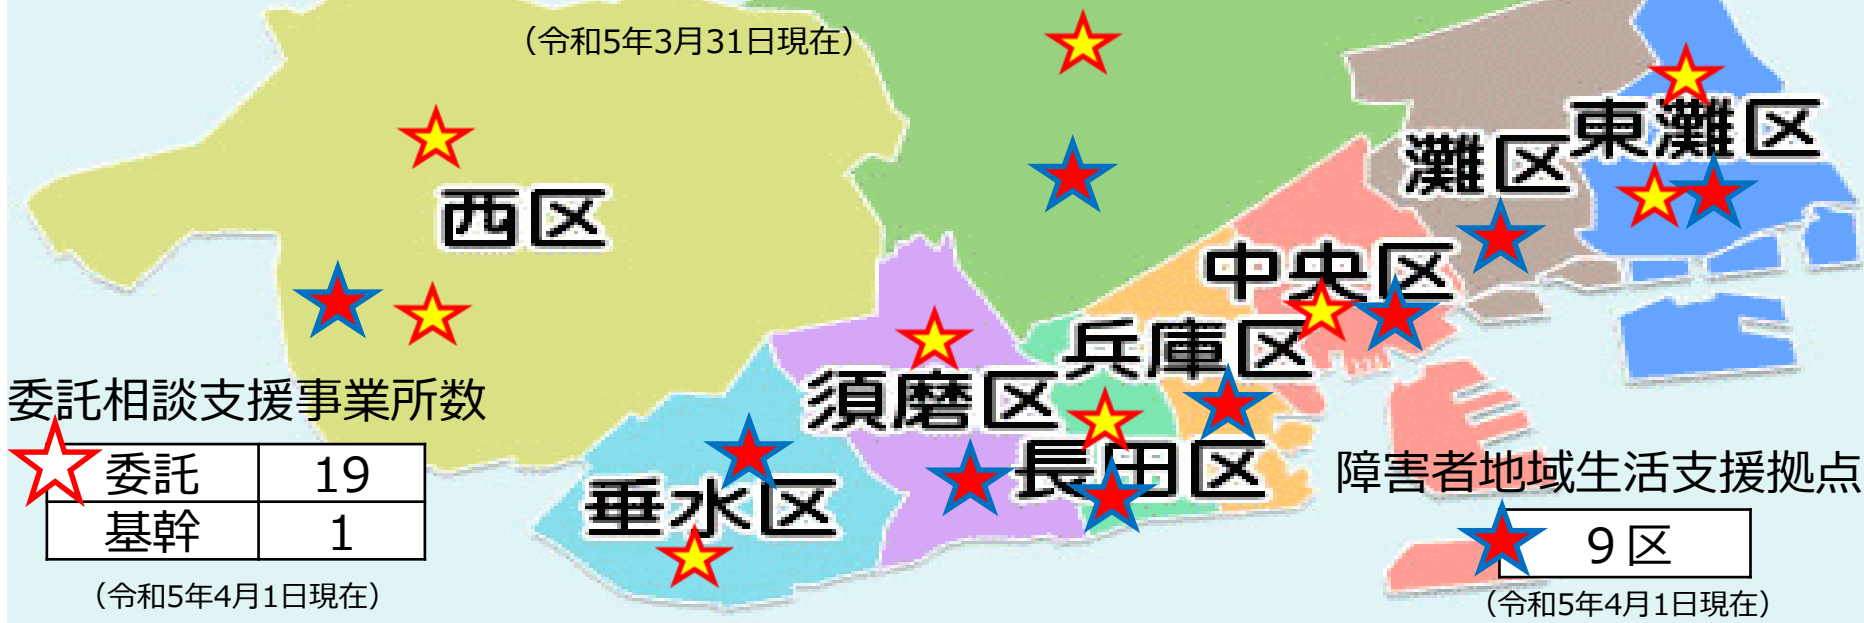 （令和5年3月31日現在）
東灘区
灘区
西区
中央区
兵庫区
須磨区
長田区
垂水区
委託相談支援事業所数
委託 19
基幹 1
（令和5年4月1日現在）
障害者地域生活支援拠点
９区
（令和5年4月1日現在）